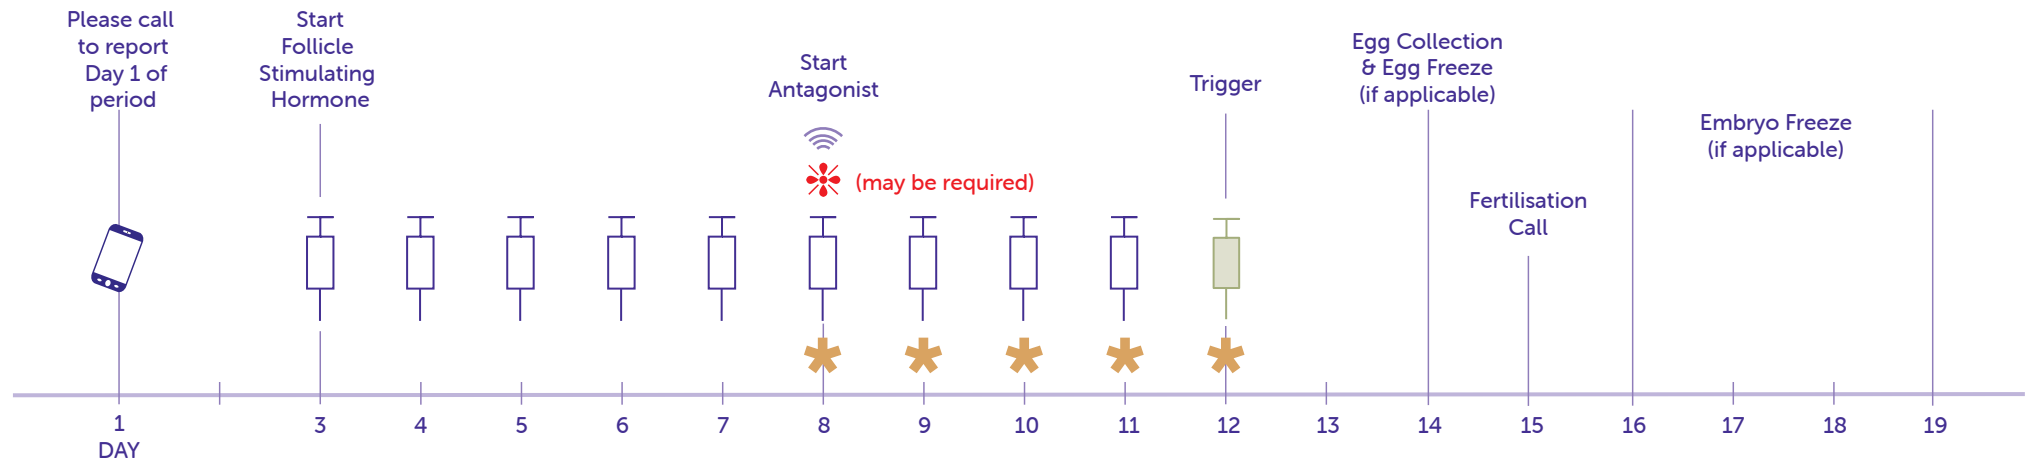 Please call
to report
Day 1 of
period
Start
Follicle
Stimulating
Hormone
Start
Antagonist
(may be required)
Trigger
Egg Collection
& Egg Freeze
(if applicable)
Fertilisation
Call
Embryo Freeze
(if applicable)
1 3 4 5 6 7 8 9 10 11 12 13 14 15 16 17 18 19
DAY